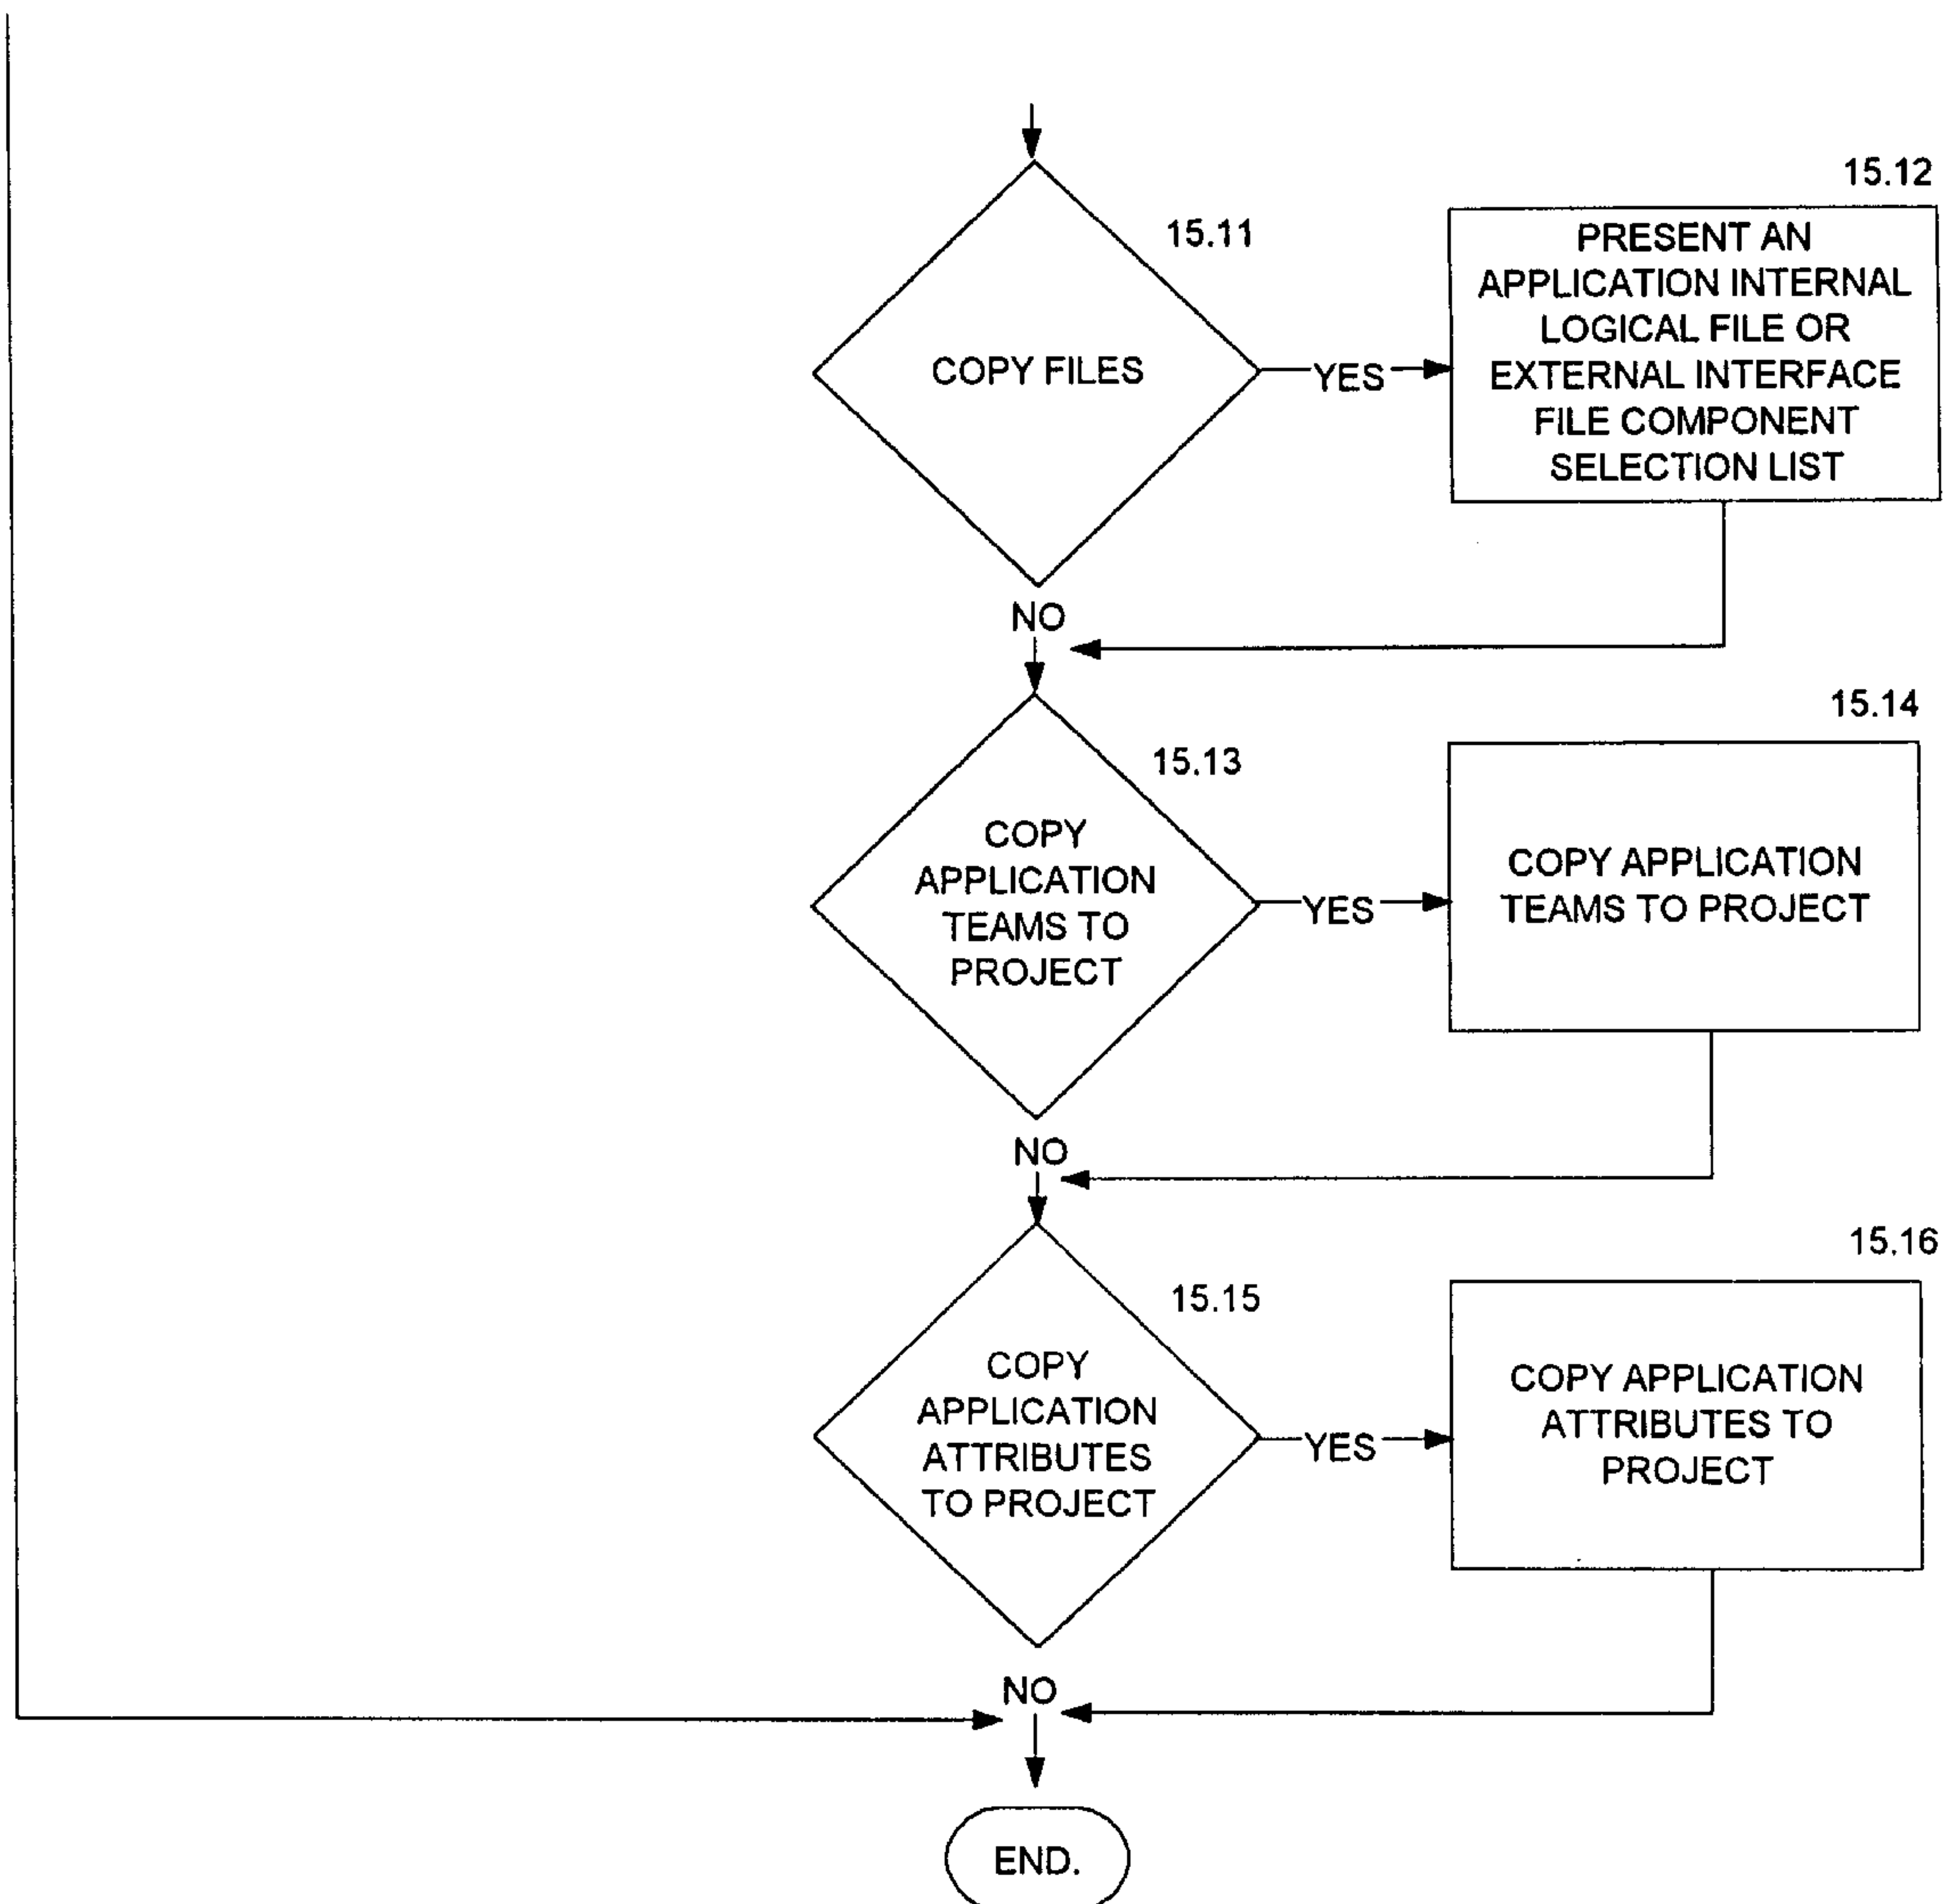 15.11
COPY FILES
YES
15.12
PRESENT AN
APPLICATION INTERNAL
LOGICAL FILE OR
EXTERNAL INTERFACE
FILE COMPONENT
SELECTION LIST
NO
15.13
COPY
APPLICATION
TEAMS TO
PROJECT
YES
15.14
COPY APPLICATION
TEAMS TO PROJECT
NO
15.15
COPY
APPLICATION
ATTRIBUTES
TO PROJECT
YES
15.16
COPY APPLICATION
ATTRIBUTES TO
PROJECT
NO
END.